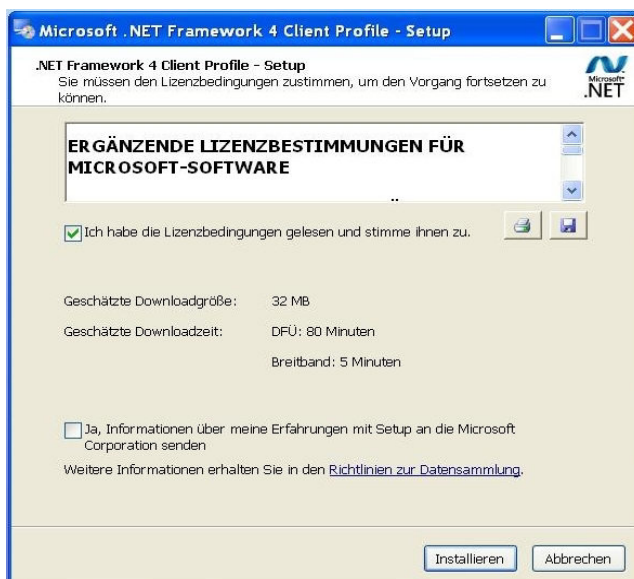 Microsoft .NET Framework 4 Client Profile - Setup
.NET Framework 4 Client Profile - Setup
Sie müssen den Lizenzbedingungen zustimmen, um den Vorgang fortsetzen zu
können.
Microsoft
.NET
ERGÄNZENDE LIZENZBESTIMMUNGEN FÜR
MICROSOFT-SOFTWARE
Ich habe die Lizenzbedingungen gelesen und stimme ihnen zu.
Geschätzte Downloadgröße: 32 MB
Geschätzte Downloadzeit: DFÜ: 80 Minuten
Breitband: 5 Minuten
Ja, Informationen über meine Erfahrungen mit Setup an die Microsoft
Corporation senden
Weitere Informationen erhalten Sie in den Richtlinien zur Datensammlung.
Installieren Abbrechen